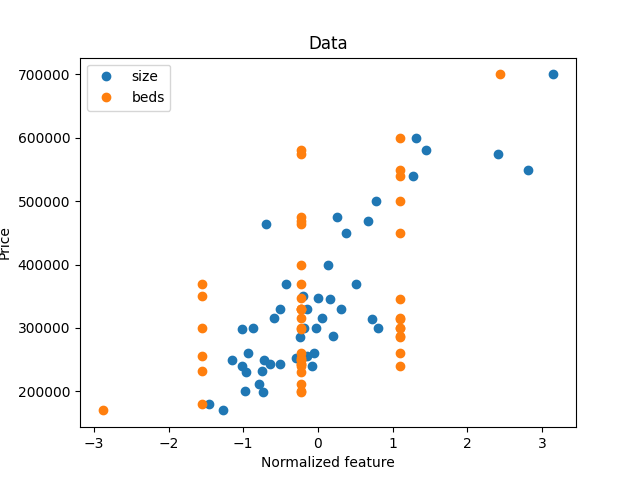 Data
size
beds
700000
600000
500000
400000
300000
200000
Price
−3 −2 −1 0 1 2 3
Normalized feature